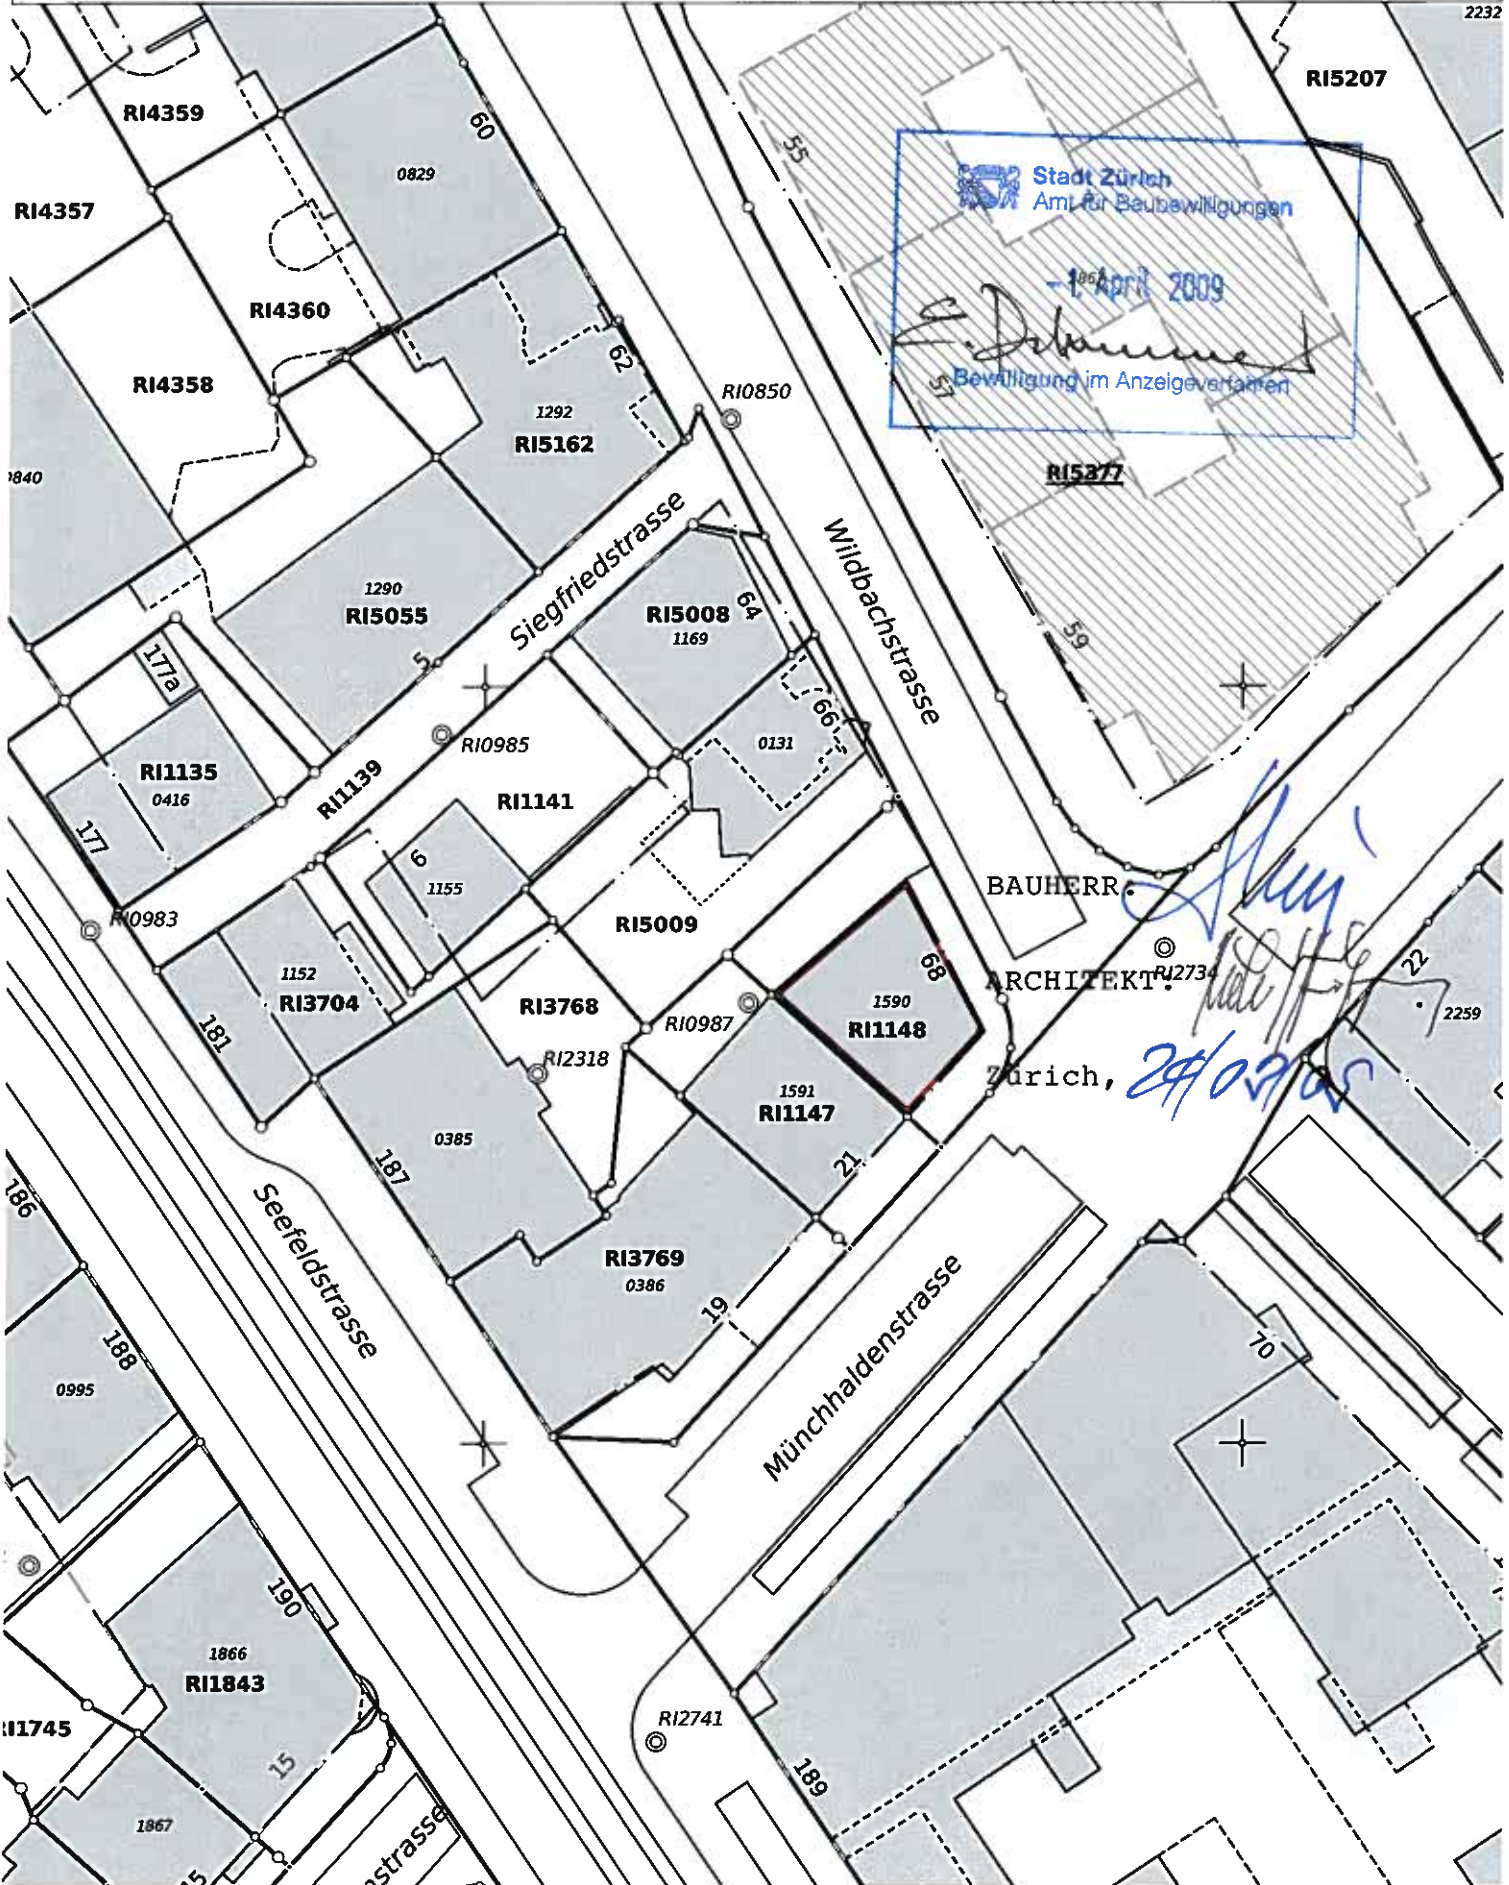 2232
RI4359
60
RI5207
0829
55
Stadt Zürich
Amt für Baubewilligungen
RI4357
- 1. April 2009
RI4360
62
RI4358
57
Bewilligung im Anzeigeverfahren
RI0850
1292
RI5162
RI5377
Siegfriedstrasse
Wildbachstrasse
1290
RI5055
64
RI5008
1169
59
5
177a
66
RI0985
0131
RI1135
0416
RI1139
RI1141
177
6
1155
BAUHERR:
RI0983
RI5009
68
22
1152
RI3704
RI3768
RI0987
1590
RI1148
ARCHITEKT:
RI2734
2259
181
RI2318
1591
RI1147
Zürich,
0385
187
21
186
Seefeldstrasse
RI3769
0386
19
Münchhaldenstrasse
188
70
0995
190
1866
RI1843
RI2741
15
189
1867